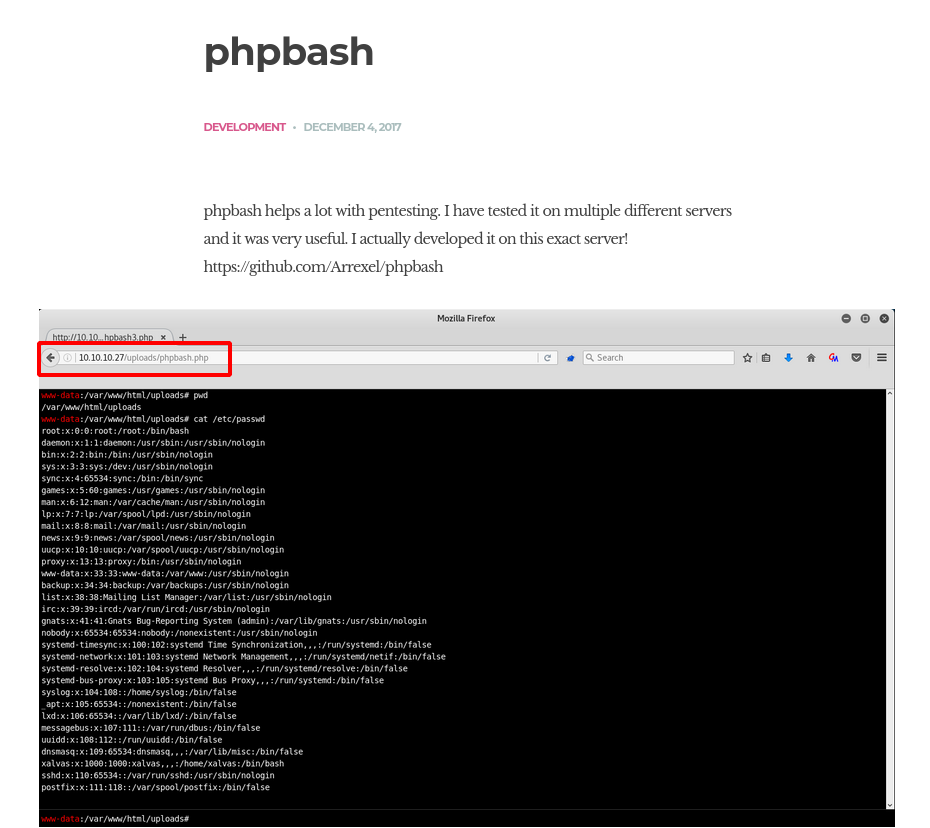 phpbash
DEVELOPMENT • DECEMBER 4, 2017
phpbash helps a lot with pentesting. I have tested it on multiple different servers
and it was very useful. I actually developed it on this exact server!
https://github.com/Arrexel/phpbash
Mozilla Firefox
http://10.10...hpbash3.php × +
10.10.10.27/uploads/phpbash.php
Search
www-data:/var/www/html/uploads# pwd
/var/www/html/uploads
www-data:/var/www/html/uploads# cat /etc/passwd
root:x:0:0:root:/root:/bin/bash
daemon:x:1:1:daemon:/usr/sbin:/usr/sbin/nologin
bin:x:2:2:bin:/bin:/usr/sbin/nologin
sys:x:3:3:sys:/dev:/usr/sbin/nologin
sync:x:4:65534:sync:/bin:/bin/sync
games:x:5:60:games:/usr/games:/usr/sbin/nologin
man:x:6:12:man:/var/cache/man:/usr/sbin/nologin
lp:x:7:7:lp:/var/spool/lpd:/usr/sbin/nologin
mail:x:8:8:mail:/var/mail:/usr/sbin/nologin
news:x:9:9:news:/var/spool/news:/usr/sbin/nologin
uucp:x:10:10:uucp:/var/spool/uucp:/usr/sbin/nologin
proxy:x:13:13:proxy:/bin:/usr/sbin/nologin
www-data:x:33:33:www-data:/var/www:/usr/sbin/nologin
backup:x:34:34:backup:/var/backups:/usr/sbin/nologin
list:x:38:38:Mailing List Manager:/var/list:/usr/sbin/nologin
irc:x:39:39:ircd:/var/run/ircd:/usr/sbin/nologin
gnats:x:41:41:Gnats Bug-Reporting System (admin):/var/lib/gnats:/usr/sbin/nologin
nobody:x:65534:65534:nobody:/nonexistent:/usr/sbin/nologin
systemd-timesync:x:100:102:systemd Time Synchronization,,,:/run/systemd:/bin/false
systemd-network:x:101:103:systemd Network Management,,,:/run/systemd/netif:/bin/false
systemd-resolve:x:102:104:systemd Resolver,,,:/run/systemd/resolve:/bin/false
systemd-bus-proxy:x:103:105:systemd Bus Proxy,,,:/run/systemd:/bin/false
syslog:x:104:108::/home/syslog:/bin/false
_apt:x:105:65534::/nonexistent:/bin/false
lxd:x:106:65534::/var/lib/lxd/:/bin/false
messagebus:x:107:111::/var/run/dbus:/bin/false
uuidd:x:108:112::/run/uuidd:/bin/false
dnsmasq:x:109:65534:dnsmasq,,,:/var/lib/misc:/bin/false
xalvas:x:1000:1000:xalvas,,,:/home/xalvas:/bin/bash
sshd:x:110:65534::/var/run/sshd:/usr/sbin/nologin
postfix:x:111:118::/var/spool/postfix:/bin/false
www-data:/var/www/html/uploads#